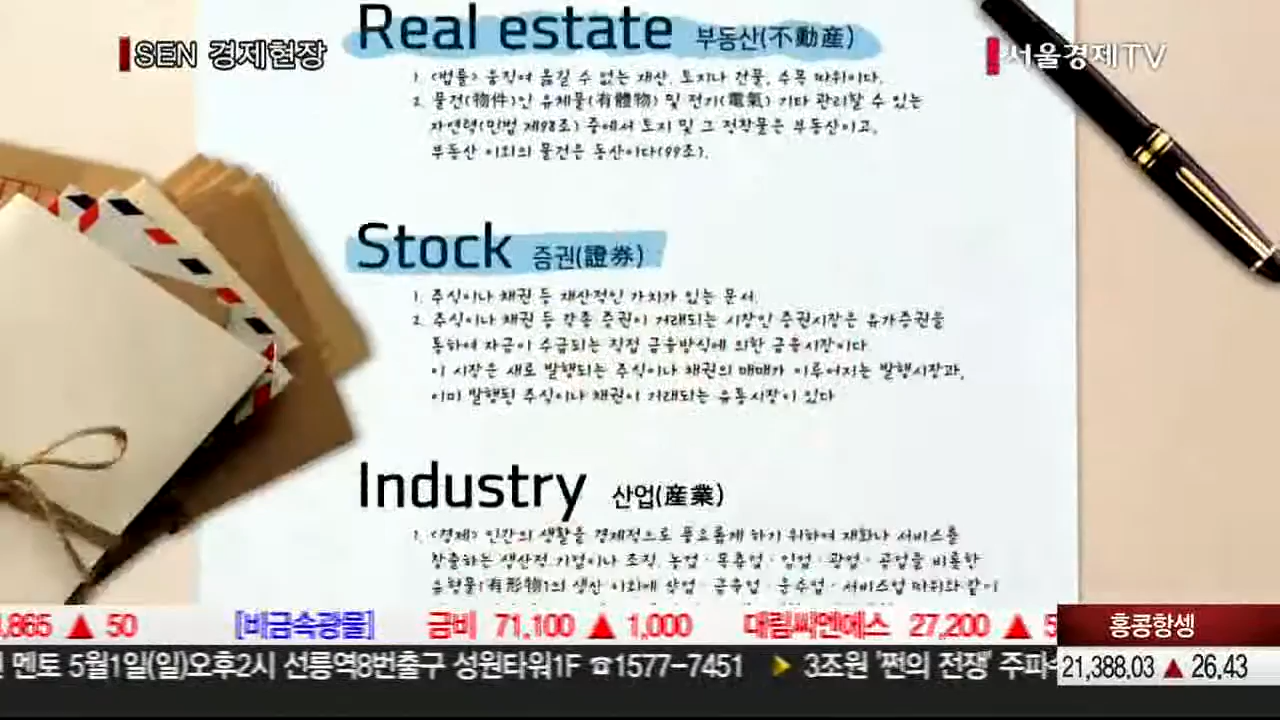 Real estate 부동산(不動産)
SEN 경제현장
서울경제TV
1. <법률> 움직여 옮길 수 없는 재산. 토지나 건물, 수목 따위이다.
2. 물건(物件)인 유체물(有體物) 및 전기(電氣) 기타 관리할 수 있는
자연력(민법 제98조) 중에서 토지 및 그 정착물은 부동산이고,
부동산 이외의 물건은 동산이다(99조).
Stock 증권(證券)
1. 주식이나 채권 등 재산적인 가치가 있는 문서.
2. 주식이나 채권 등 각종 증권이 거래되는 시장인 증권시장은 유가증권을
통하여 자금이 수급되는 직접 금융방식에 의한 금융시장이다
이 시장은 새로 발행되는 주식이나 채권의 매매가 이루어지는 발행시장과,
이미 발행된 주식이나 채권이 거래되는 유통시장이 있다
Industry 산업(産業)
1. <경제> 인간의 생활을 경제적으로 풍요롭게 하기 위하여 재화나 서비스를
창출하는 생산적 기업이나 조직. 농업·목축업·임업·광업·공업을 비롯한
유형물(有形物)의 생산 이외에 상업·금융업·운수업·서비스업 따위와 같이
,865 ▲ 50 [비금속광물] 금비 71,100 ▲ 1,000 대림씨엔에스 27,200 ▲ 5
홍콩항셍
멘토 5월1일(일)오후2시 선릉역8번출구 성원타워1F ☎1577-7451 ▶ 3조원 '쩐의 전쟁' 주파수
21,388.03 ▲ 26.43